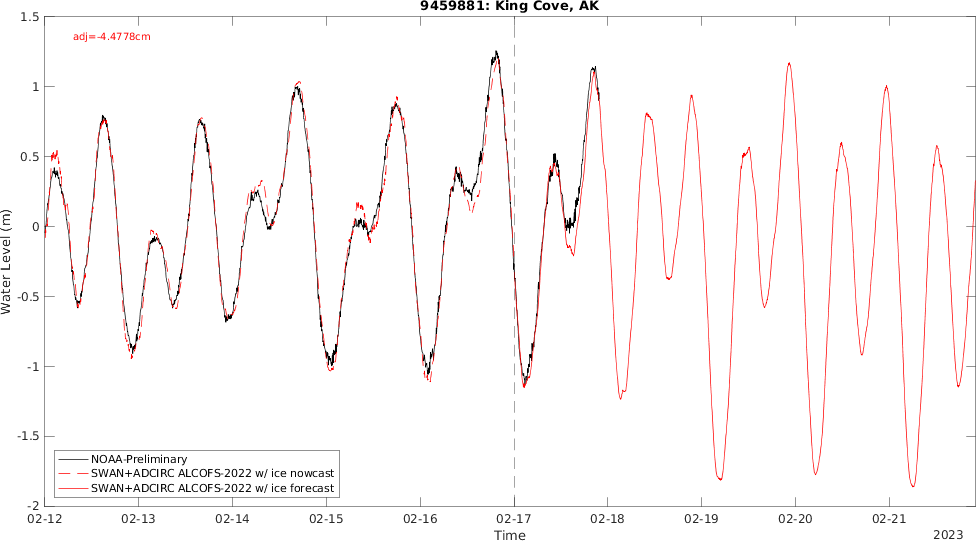 9459881: King Cove, AK
adj=-4.4778cm
Water Level (m)
1.5
1
0.5
0
-0.5
-1
-1.5
-2
NOAA-Preliminary
SWAN+ADCIRC ALCOFS-2022 w/ ice nowcast
SWAN+ADCIRC ALCOFS-2022 w/ ice forecast
02-12 02-13 02-14 02-15 02-16 02-17 02-18 02-19 02-20 02-21
Time
2023